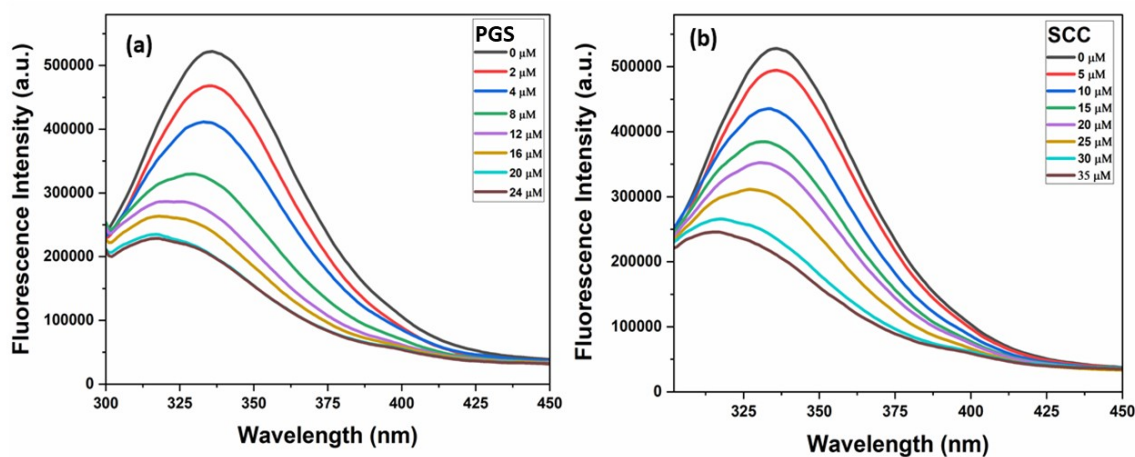 (a)
PGS
0 μM
2 μM
4 μM
8 μM
12 μM
16 μM
20 μM
24 μM
Fluorescence Intensity (a.u.)
500000
400000
300000
200000
100000
0
300
325
350
375
400
425
450
Wavelength (nm)
(b)
SCC
0 μM
5 μM
10 μM
15 μM
20 μM
25 μM
30 μM
35 μM
Fluorescence Intensity (a.u.)
500000
400000
300000
200000
100000
0
325
350
375
400
425
450
Wavelength (nm)